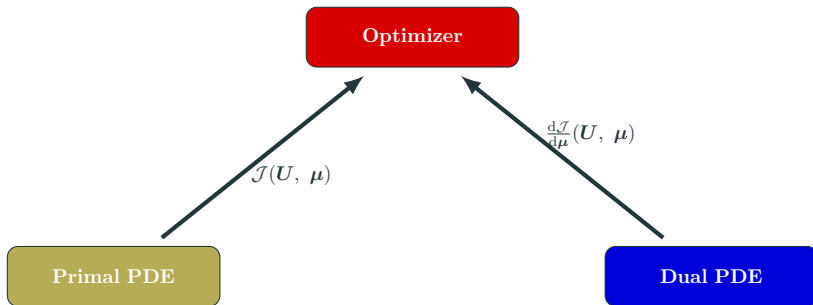 Optimizer
d𝒥/d𝝁(𝑼, 𝝁)
𝒥(𝑼, 𝝁)
Primal PDE
Dual PDE